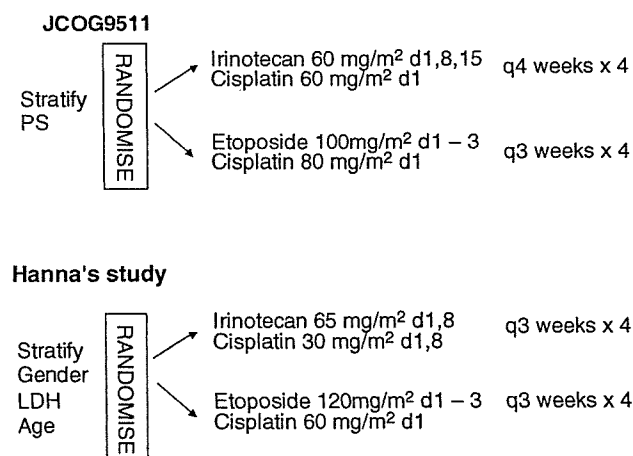 JCOG9511
Stratify
PS
RANDOMISE
Irinotecan 60 mg/m² d1,8,15
Cisplatin 60 mg/m² d1
q4 weeks x 4
Etoposide 100mg/m² d1 – 3
Cisplatin 80 mg/m² d1
q3 weeks x 4
Hanna's study
Stratify
Gender
LDH
Age
RANDOMISE
Irinotecan 65 mg/m² d1,8
Cisplatin 30 mg/m² d1,8
q3 weeks x 4
Etoposide 120mg/m² d1 – 3
Cisplatin 60 mg/m² d1
q3 weeks x 4